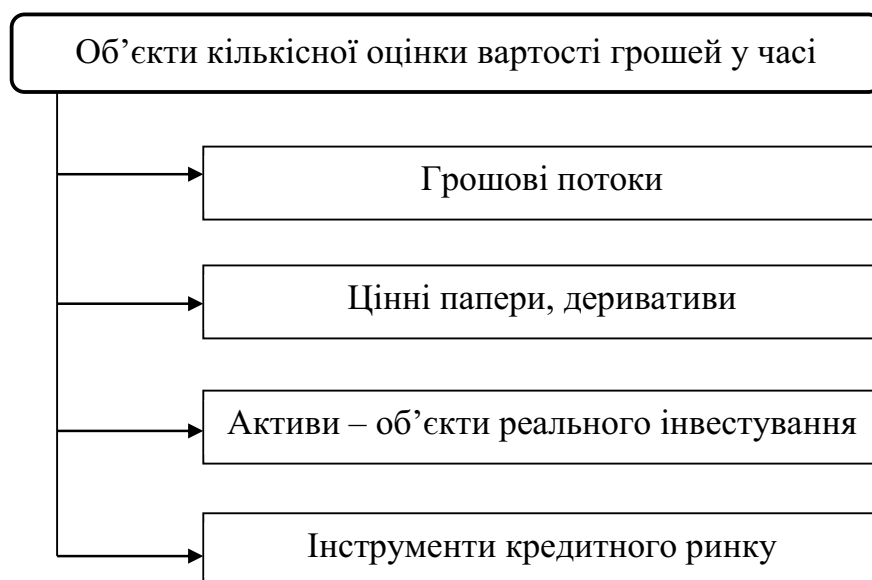 Об’єкти кількісної оцінки вартості грошей у часі
Грошові потоки
Цінні папери, деривативи
Активи – об’єкти реального інвестування
Інструменти кредитного ринку